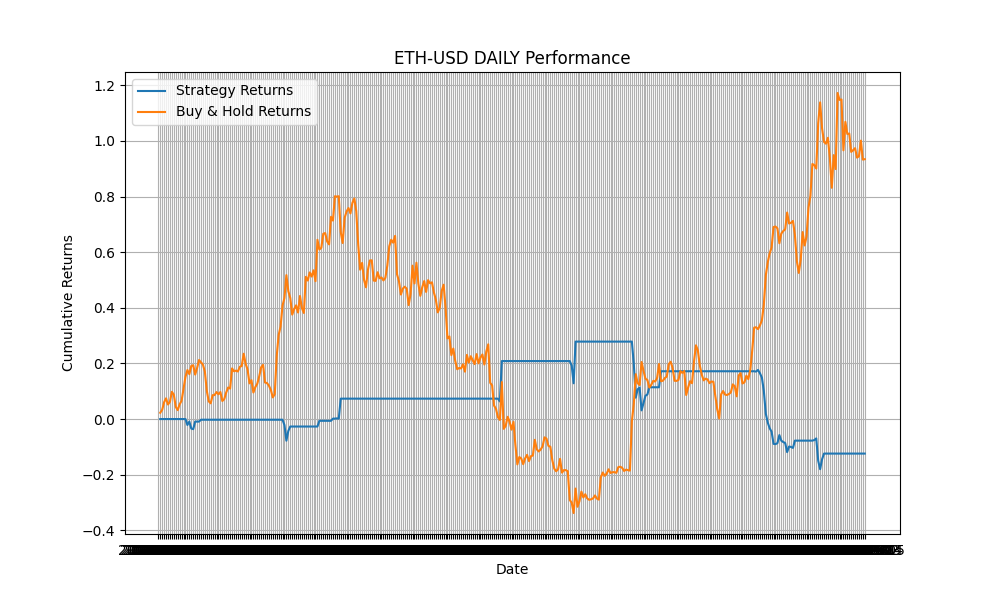 ETH-USD DAILY Performance
Strategy Returns
Buy & Hold Returns
Cumulative Returns
1.2
1.0
0.8
0.6
0.4
0.2
0.0
−0.2
−0.4
Date